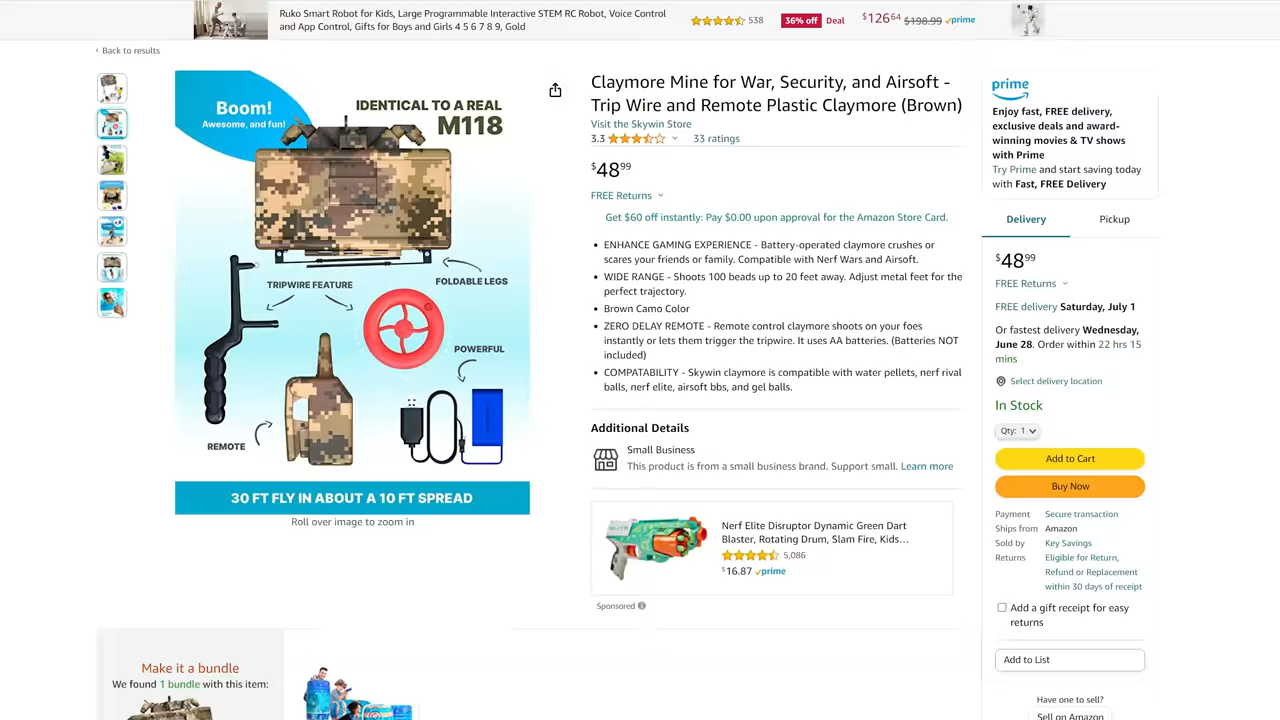 Ruko Smart Robot for Kids, Large Programmable Interactive STEM RC Robot, Voice Control
and App Control, Gifts for Boys and Girls 4 5 6 7 8 9, Gold
538
36% off Deal
$126.64 $198.99 prime
‹ Back to results
Boom!
Awesome, and fun!
IDENTICAL TO A REAL
M118
TRIPWIRE FEATURE
FOLDABLE LEGS
POWERFUL
REMOTE
30 FT FLY IN ABOUT A 10 FT SPREAD
Roll over image to zoom in
Claymore Mine for War, Security, and Airsoft -
Trip Wire and Remote Plastic Claymore (Brown)
Visit the Skywin Store
3.3 33 ratings
$48.99
FREE Returns
Get $60 off instantly: Pay $0.00 upon approval for the Amazon Store Card.
• ENHANCE GAMING EXPERIENCE - Battery-operated claymore crushes or
scares your friends or family. Compatible with Nerf Wars and Airsoft.
• WIDE RANGE - Shoots 100 beads up to 20 feet away. Adjust metal feet for the
perfect trajectory.
• Brown Camo Color
• ZERO DELAY REMOTE - Remote control claymore shoots on your foes
instantly or lets them trigger the tripwire. It uses AA batteries. (Batteries NOT
included)
• COMPATABILITY - Skywin claymore is compatible with water pellets, nerf rival
balls, nerf elite, airsoft bbs, and gel balls.
Additional Details
Small Business
This product is from a small business brand. Support small. Learn more
Nerf Elite Disruptor Dynamic Green Dart
Blaster, Rotating Drum, Slam Fire, Kids…
5,086
$16.87 prime
Sponsored
prime
Enjoy fast, FREE delivery,
exclusive deals and award-
winning movies & TV shows
with Prime
Try Prime and start saving today
with Fast, FREE Delivery
Delivery Pickup
$48.99
FREE Returns
FREE delivery Saturday, July 1
Or fastest delivery Wednesday,
June 28. Order within 22 hrs 15
mins
Select delivery location
In Stock
Qty: 1
Add to Cart
Buy Now
Payment Secure transaction
Ships from Amazon
Sold by Key Savings
Returns Eligible for Return,
Refund or Replacement
within 30 days of receipt
Add a gift receipt for easy
returns
Add to List
Have one to sell?
Sell on Amazon
Make it a bundle
We found 1 bundle with this item: